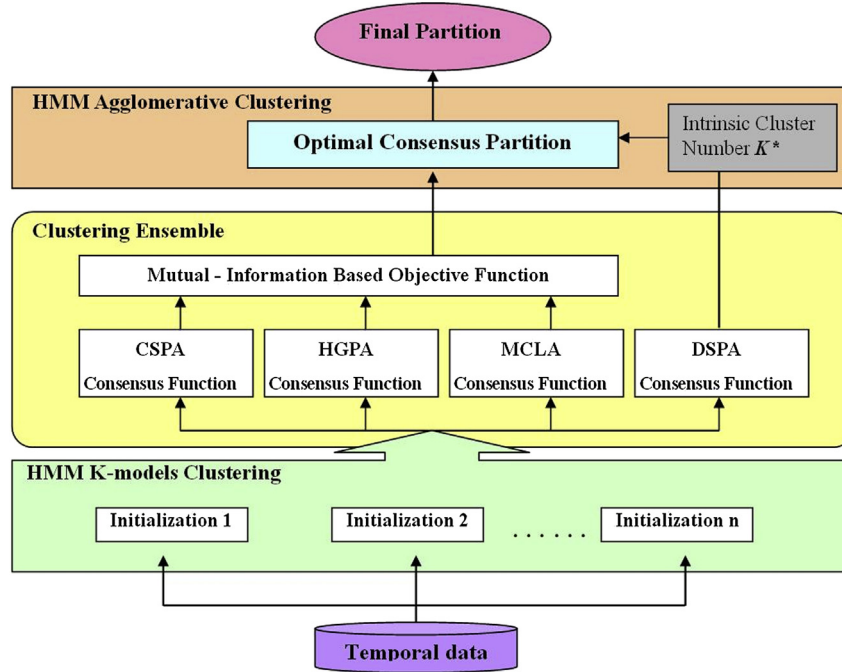 Final Partition
HMM Agglomerative Clustering
Optimal Consensus Partition
Intrinsic Cluster
Number K*
Clustering Ensemble
Mutual - Information Based Objective Function
CSPA
Consensus Function
HGPA
Consensus Function
MCLA
Consensus Function
DSPA
Consensus Function
HMM K-models Clustering
Initialization 1
Initialization 2
. . . . . .
Initialization n
Temporal data